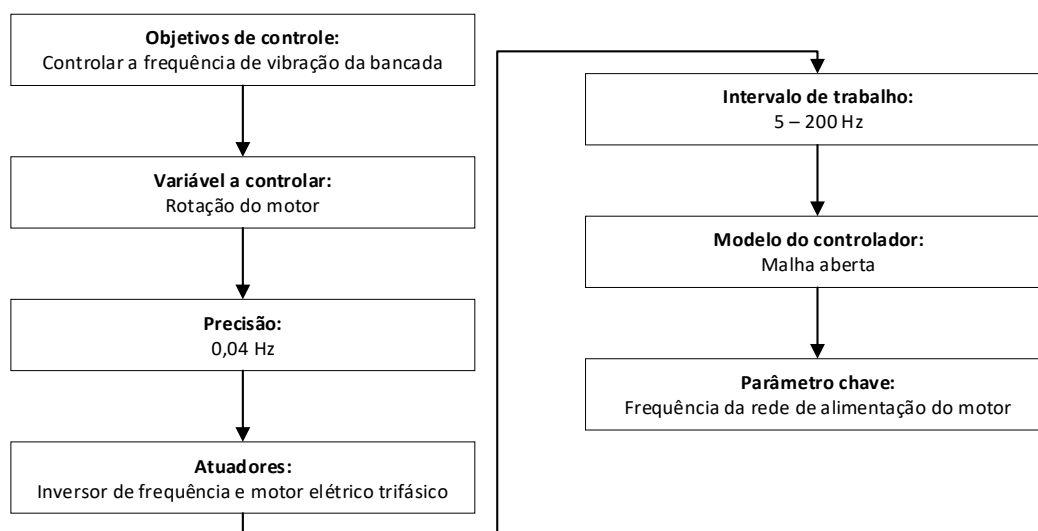 Objetivos de controle:
Controlar a frequência de vibração da bancada
Variável a controlar:
Rotação do motor
Precisão:
0,04 Hz
Atuadores:
Inversor de frequência e motor elétrico trifásico
Intervalo de trabalho:
5 – 200 Hz
Modelo do controlador:
Malha aberta
Parâmetro chave:
Frequência da rede de alimentação do motor